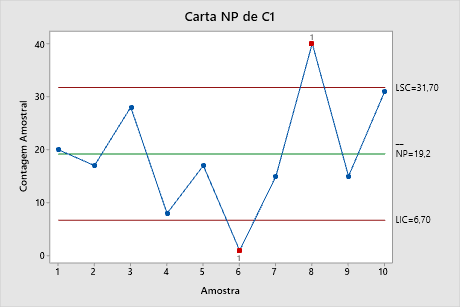 Carta NP de C1
Contagem Amostral
40
30
20
10
0
1
1
LSC=31,70
NP=19,2
LIC=6,70
1 2 3 4 5 6 7 8 9 10
Amostra